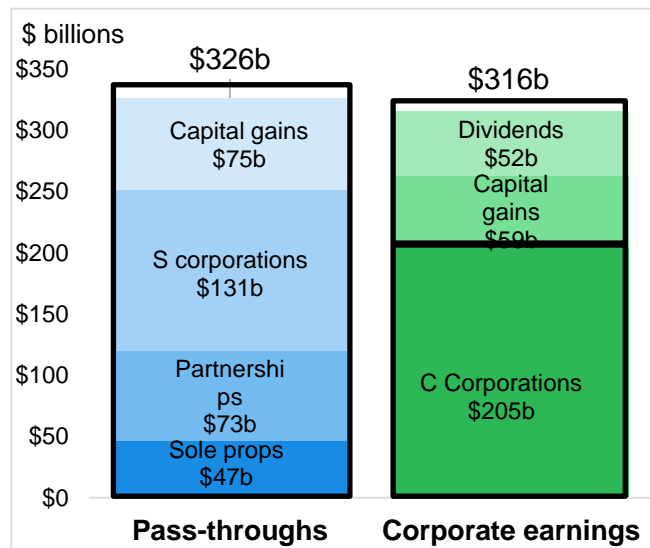 $ billions
$350
$300
$250
$200
$150
$100
$50
$0
$326b
Capital gains
$75b
S corporations
$131b
Partnershi
ps
$73b
Sole props
$47b
$316b
Dividends
$52b
Capital
gains
$59b
C Corporations
$205b
Pass-throughs
Corporate earnings